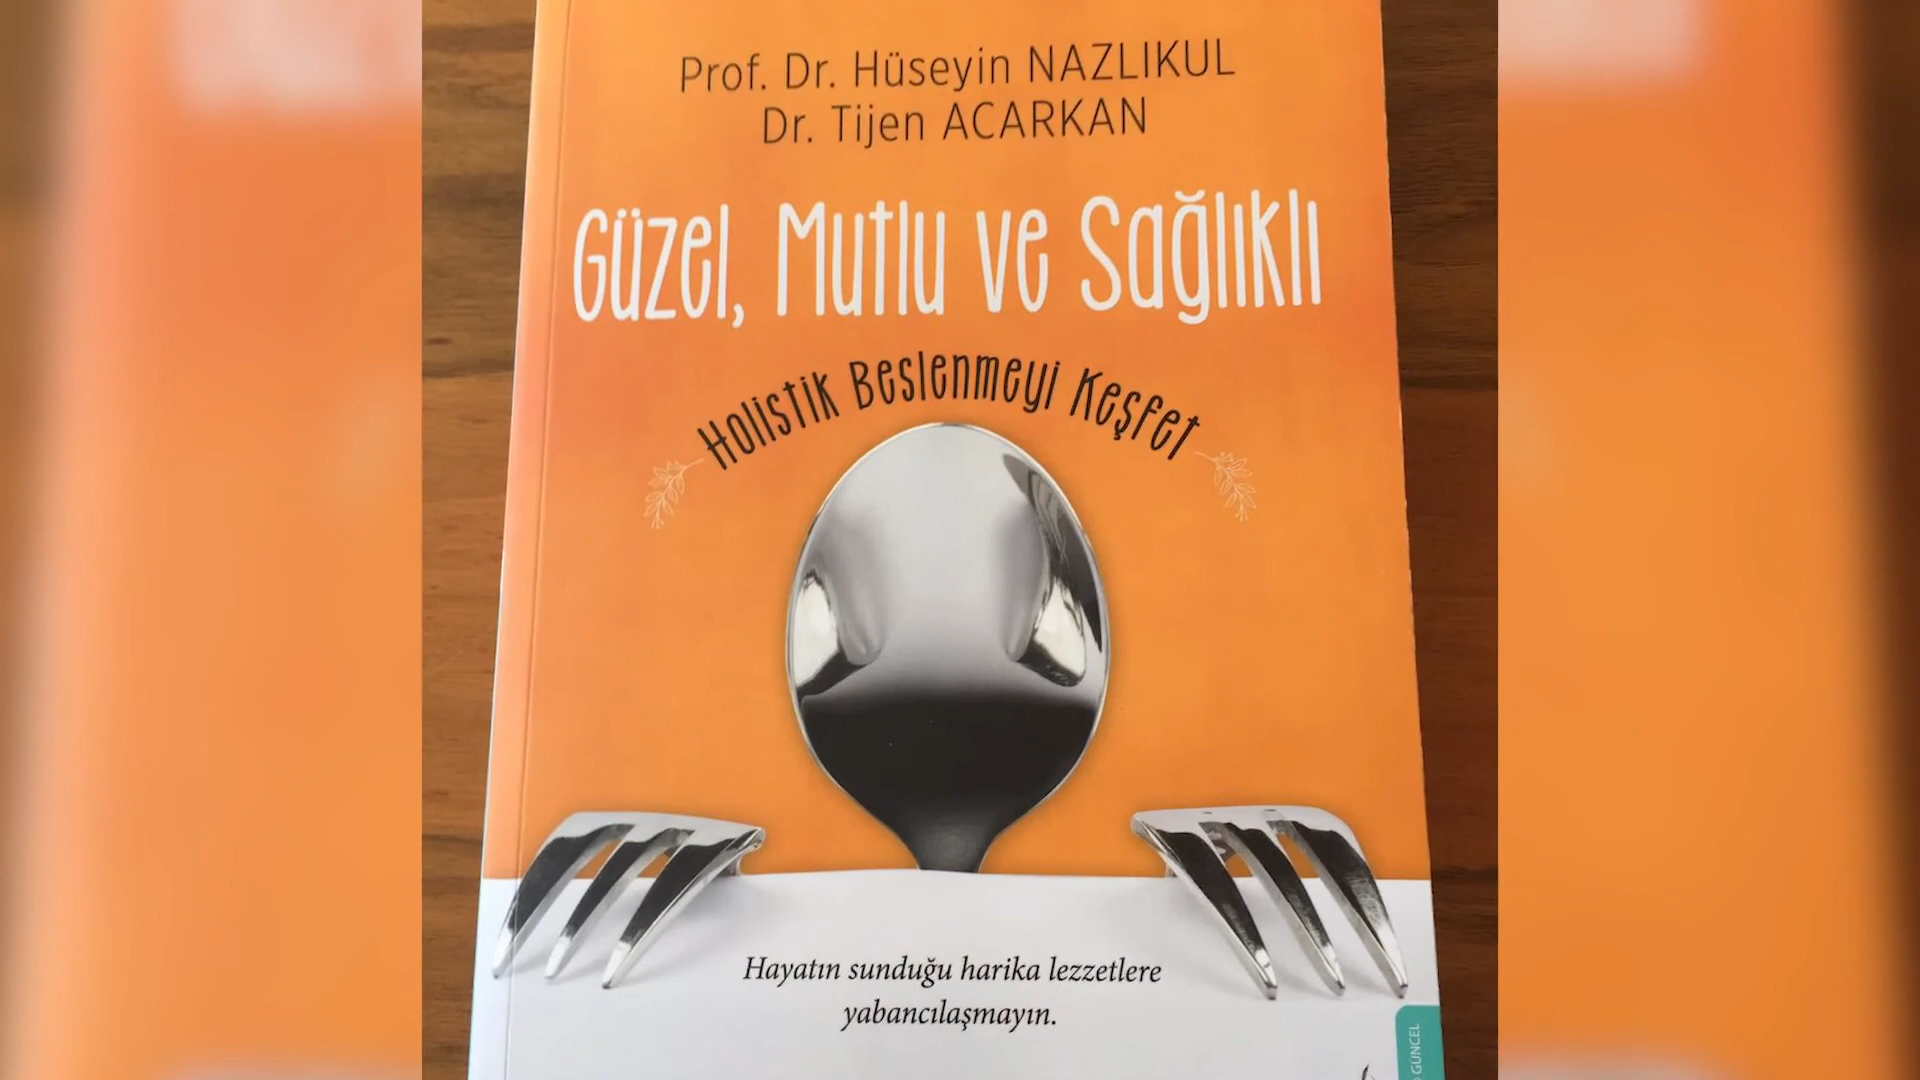 Prof. Dr. Hüseyin NAZLIKUL
Dr. Tijen ACARKAN
Güzel, Mutlu ve Sağlıklı
Holistik Beslenmeyi Keşfet
Hayatın sunduğu harika lezzetlere
yabancılaşmayın.
GÜNCEL